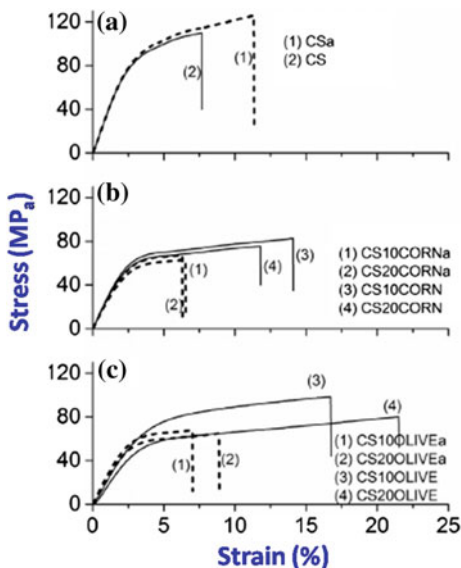 (a)
120
80
40
0
(2)
(1)
(1) CSa
(2) CS
(b)
120
80
40
0
(1)
(2)
(4)
(3)
(1) CS10CORNa
(2) CS20CORNa
(3) CS10CORN
(4) CS20CORN
(c)
120
80
40
0
(3)
(4)
(1)
(2)
(1) CS10OLIVEa
(2) CS20OLIVEa
(3) CS10OLIVE
(4) CS20OLIVE
0 5 10 15 20 25
Stress (MPa)
Strain (%)